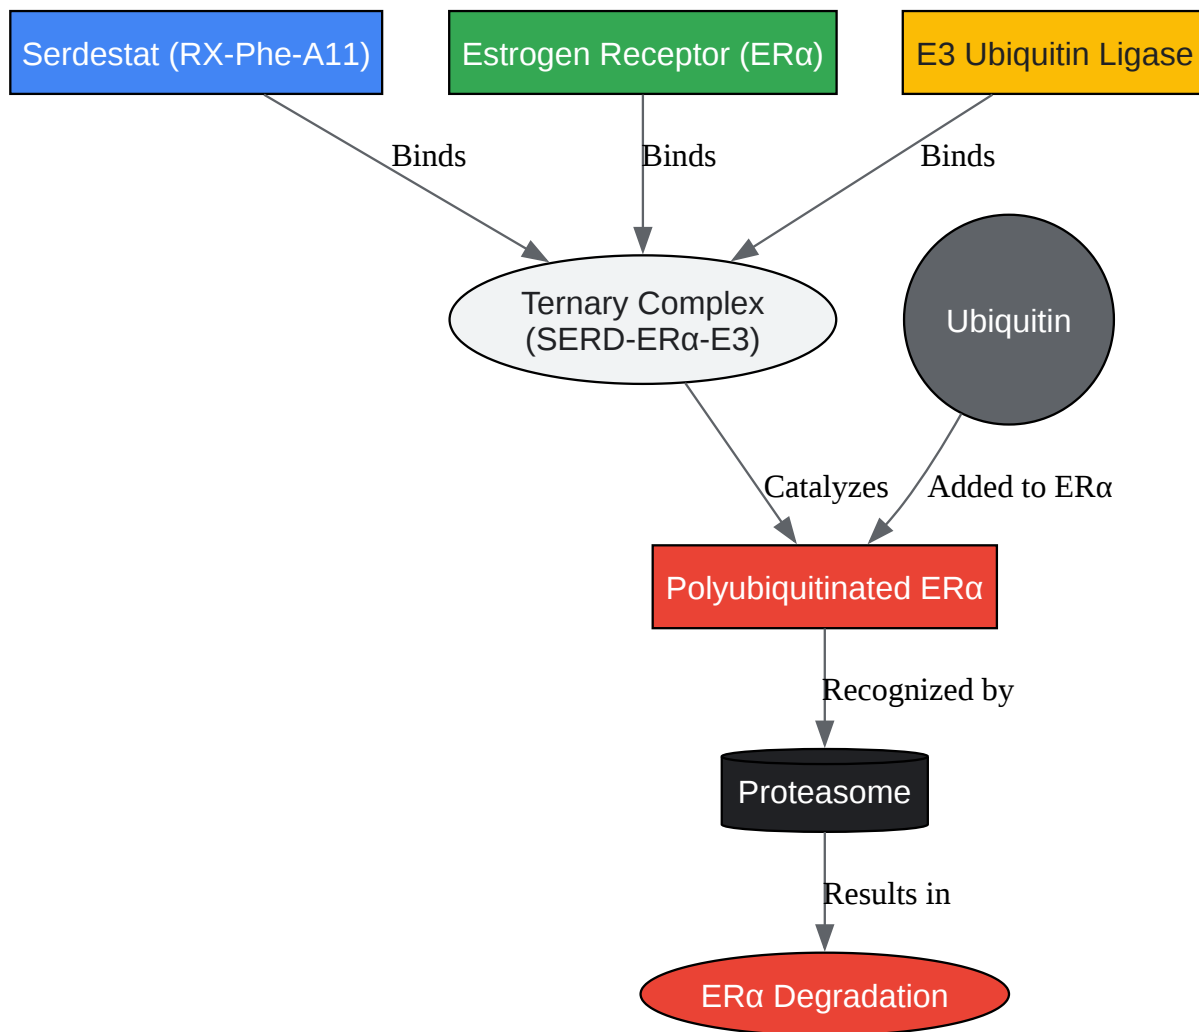 Serdestat (RX-Phe-A11)
Estrogen Receptor (ERα)
E3 Ubiquitin Ligase
Binds
Binds
Binds
Ternary Complex
(SERD-ERα-E3)
Ubiquitin
Catalyzes
Added to ERα
Polyubiquitinated ERα
Recognized by
Proteasome
Results in
ERα Degradation